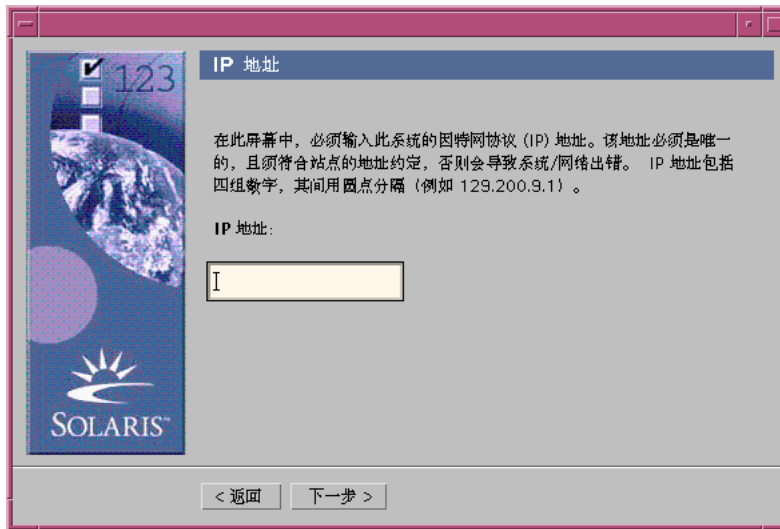 123
IP 地址
在此屏幕中，必须输入此系统的因特网协议 (IP) 地址。该地址必须是唯一
的，且须符合站点的地址约定，否则会导致系统/网络出错。 IP 地址包括
四组数字，其间用圆点分隔（例如 129.200.9.1）。
IP 地址:
SOLARIS™
< 返回
下一步 >